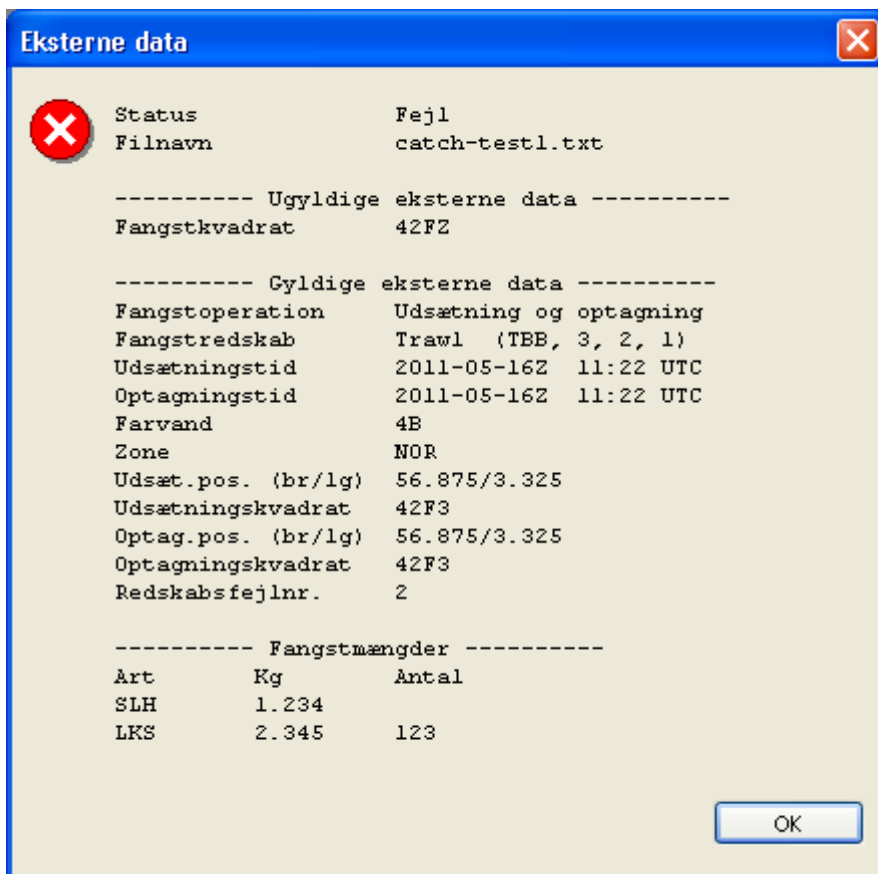 Eksterne data
Status Fejl
Filnavn catch-test1.txt
---------- Ugyldige eksterne data ----------
Fangstkvadrat 42FZ
---------- Gyldige eksterne data ----------
Fangstoperation Udsætning og optagning
Fangstredskab Trawl (TBB, 3, 2, 1)
Udsætningstid 2011-05-16Z 11:22 UTC
Optagningstid 2011-05-16Z 11:22 UTC
Farvand 4B
Zone NOR
Udsæt.pos. (br/lg) 56.875/3.325
Udsætningskvadrat 42F3
Optag.pos. (br/lg) 56.875/3.325
Optagningskvadrat 42F3
Redskabsfejlnr. 2
---------- Fangstmængder ----------
Art Kg Antal
SLH 1.234
LKS 2.345 123
OK